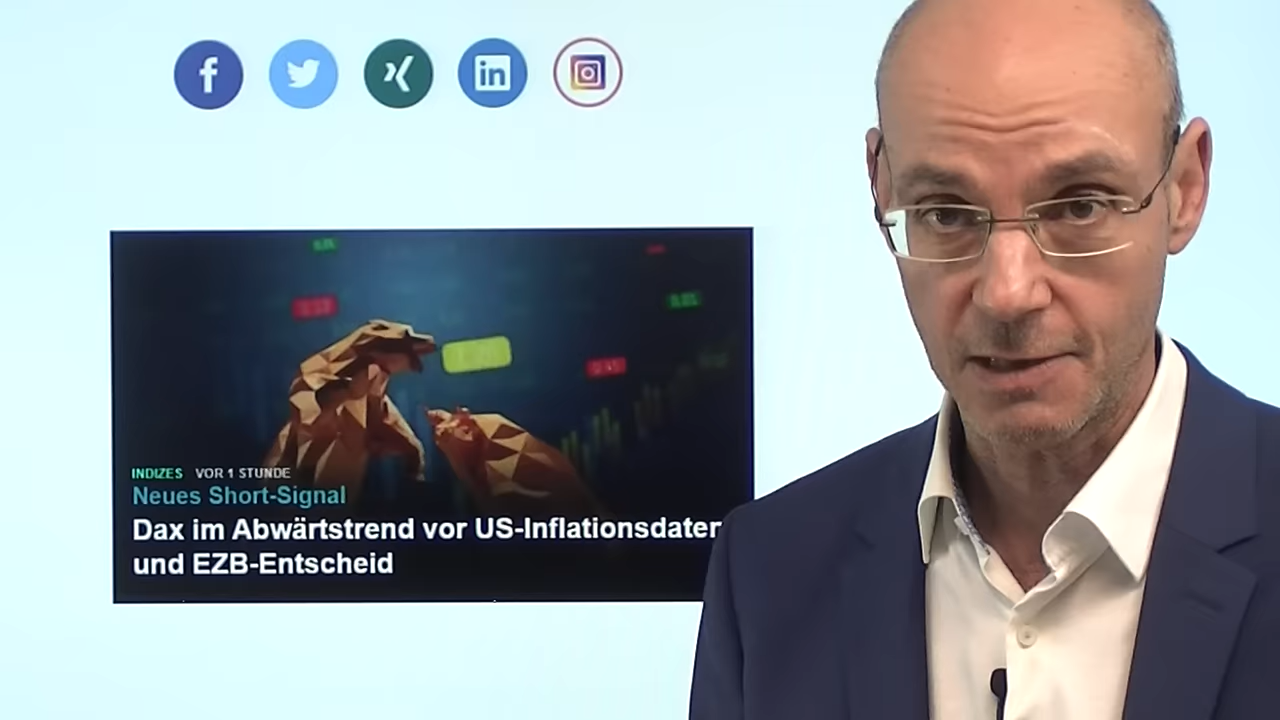 INDIZES VOR 1 STUNDE
Neues Short-Signal
Dax im Abwärtstrend vor US-Inflationsdaten
und EZB-Entscheid